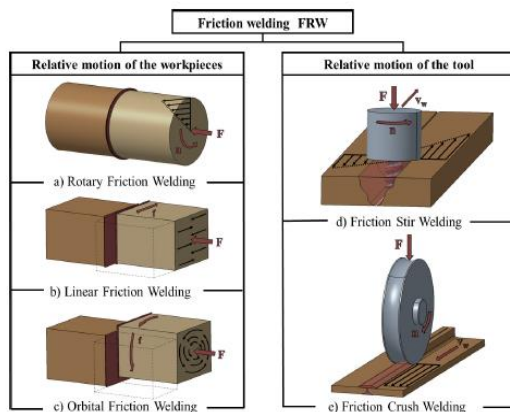 Friction welding FRW
Relative motion of the workpieces
F
n
a) Rotary Friction Welding
f
F
b) Linear Friction Welding
f
F
c) Orbital Friction Welding
Relative motion of the tool
F
v_w
n
d) Friction Stir Welding
F
n
e) Friction Crush Welding